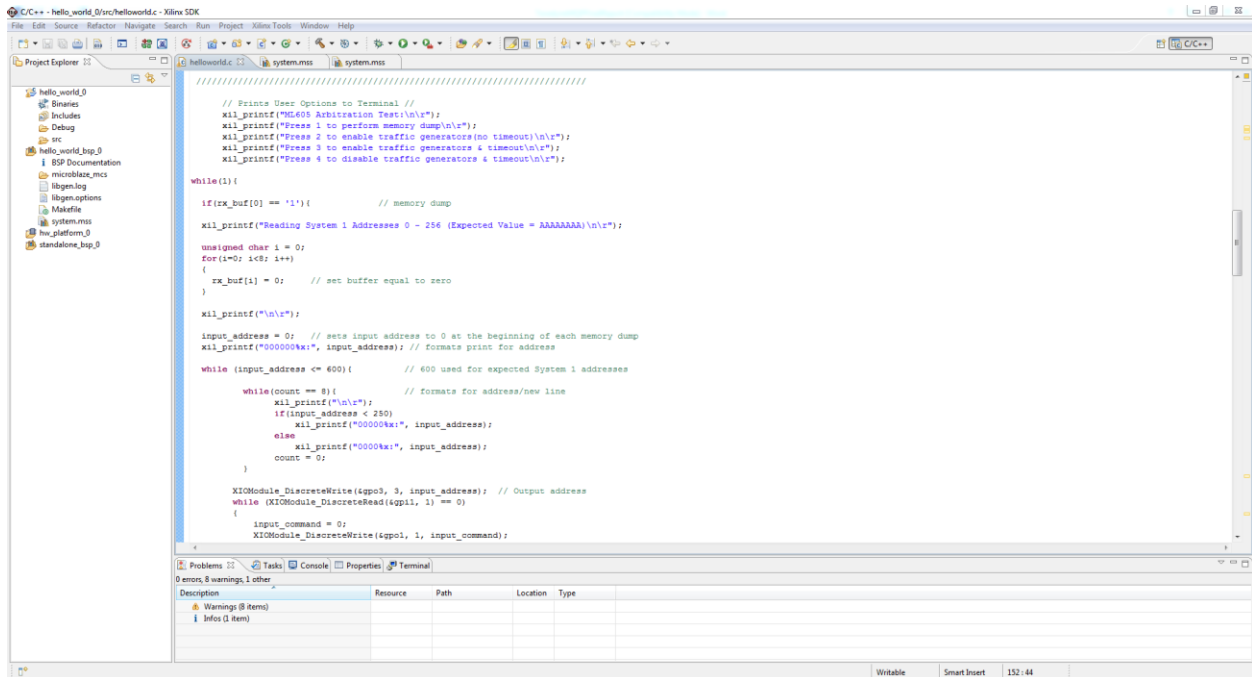 C/C++ - hello_world_0/src/helloworld.c - Xilinx SDK
File Edit Source Refactor Navigate Search Run Project Xilinx Tools Window Help
C/C++
Project Explorer
helloworld.c system.mss system.mss
hello_world_0
Binaries
Includes
Debug
src
hello_world_bsp_0
BSP Documentation
microblaze_mcs
libgen.log
libgen.options
Makefile
system.mss
hw_platform_0
standalone_bsp_0
//////////////////////////////////////////////////////////////////////////
// Prints User Options to Terminal //
xil_printf("ML605 Arbitration Test:\n\r");
xil_printf("Press 1 to perform memory dump\n\r");
xil_printf("Press 2 to enable traffic generators(no timeout)\n\r");
xil_printf("Press 3 to enable traffic generators & timeout\n\r");
xil_printf("Press 4 to disable traffic generators & timeout\n\r");
while(1){
if(rx_buf[0] == '1'){ // memory dump
xil_printf("Reading System 1 Addresses 0 - 256 (Expected Value = AAAAAAAA)\n\r");
unsigned char i = 0;
for(i=0; i<8; i++)
{
rx_buf[i] = 0; // set buffer equal to zero
}
xil_printf("\n\r");
input_address = 0; // sets input address to 0 at the beginning of each memory dump
xil_printf("000000%x:", input_address); // formats print for address
while (input_address <= 600){ // 600 used for expected System 1 addresses
while(count == 8){ // formats for address/new line
xil_printf("\n\r");
if(input_address < 250)
xil_printf("00000%x:", input_address);
else
xil_printf("0000%x:", input_address);
count = 0;
}
XIOModule_DiscreteWrite(&gpo3, 3, input_address); // Output address
while (XIOModule_DiscreteRead(&gpi1, 1) == 0)
{
input_command = 0;
XIOModule_DiscreteWrite(&gpo1, 1, input_command);
Problems Tasks Console Properties Terminal
0 errors, 8 warnings, 1 other
Description Resource Path Location Type
Warnings (8 items)
Infos (1 item)
Writable Smart Insert 152 : 44